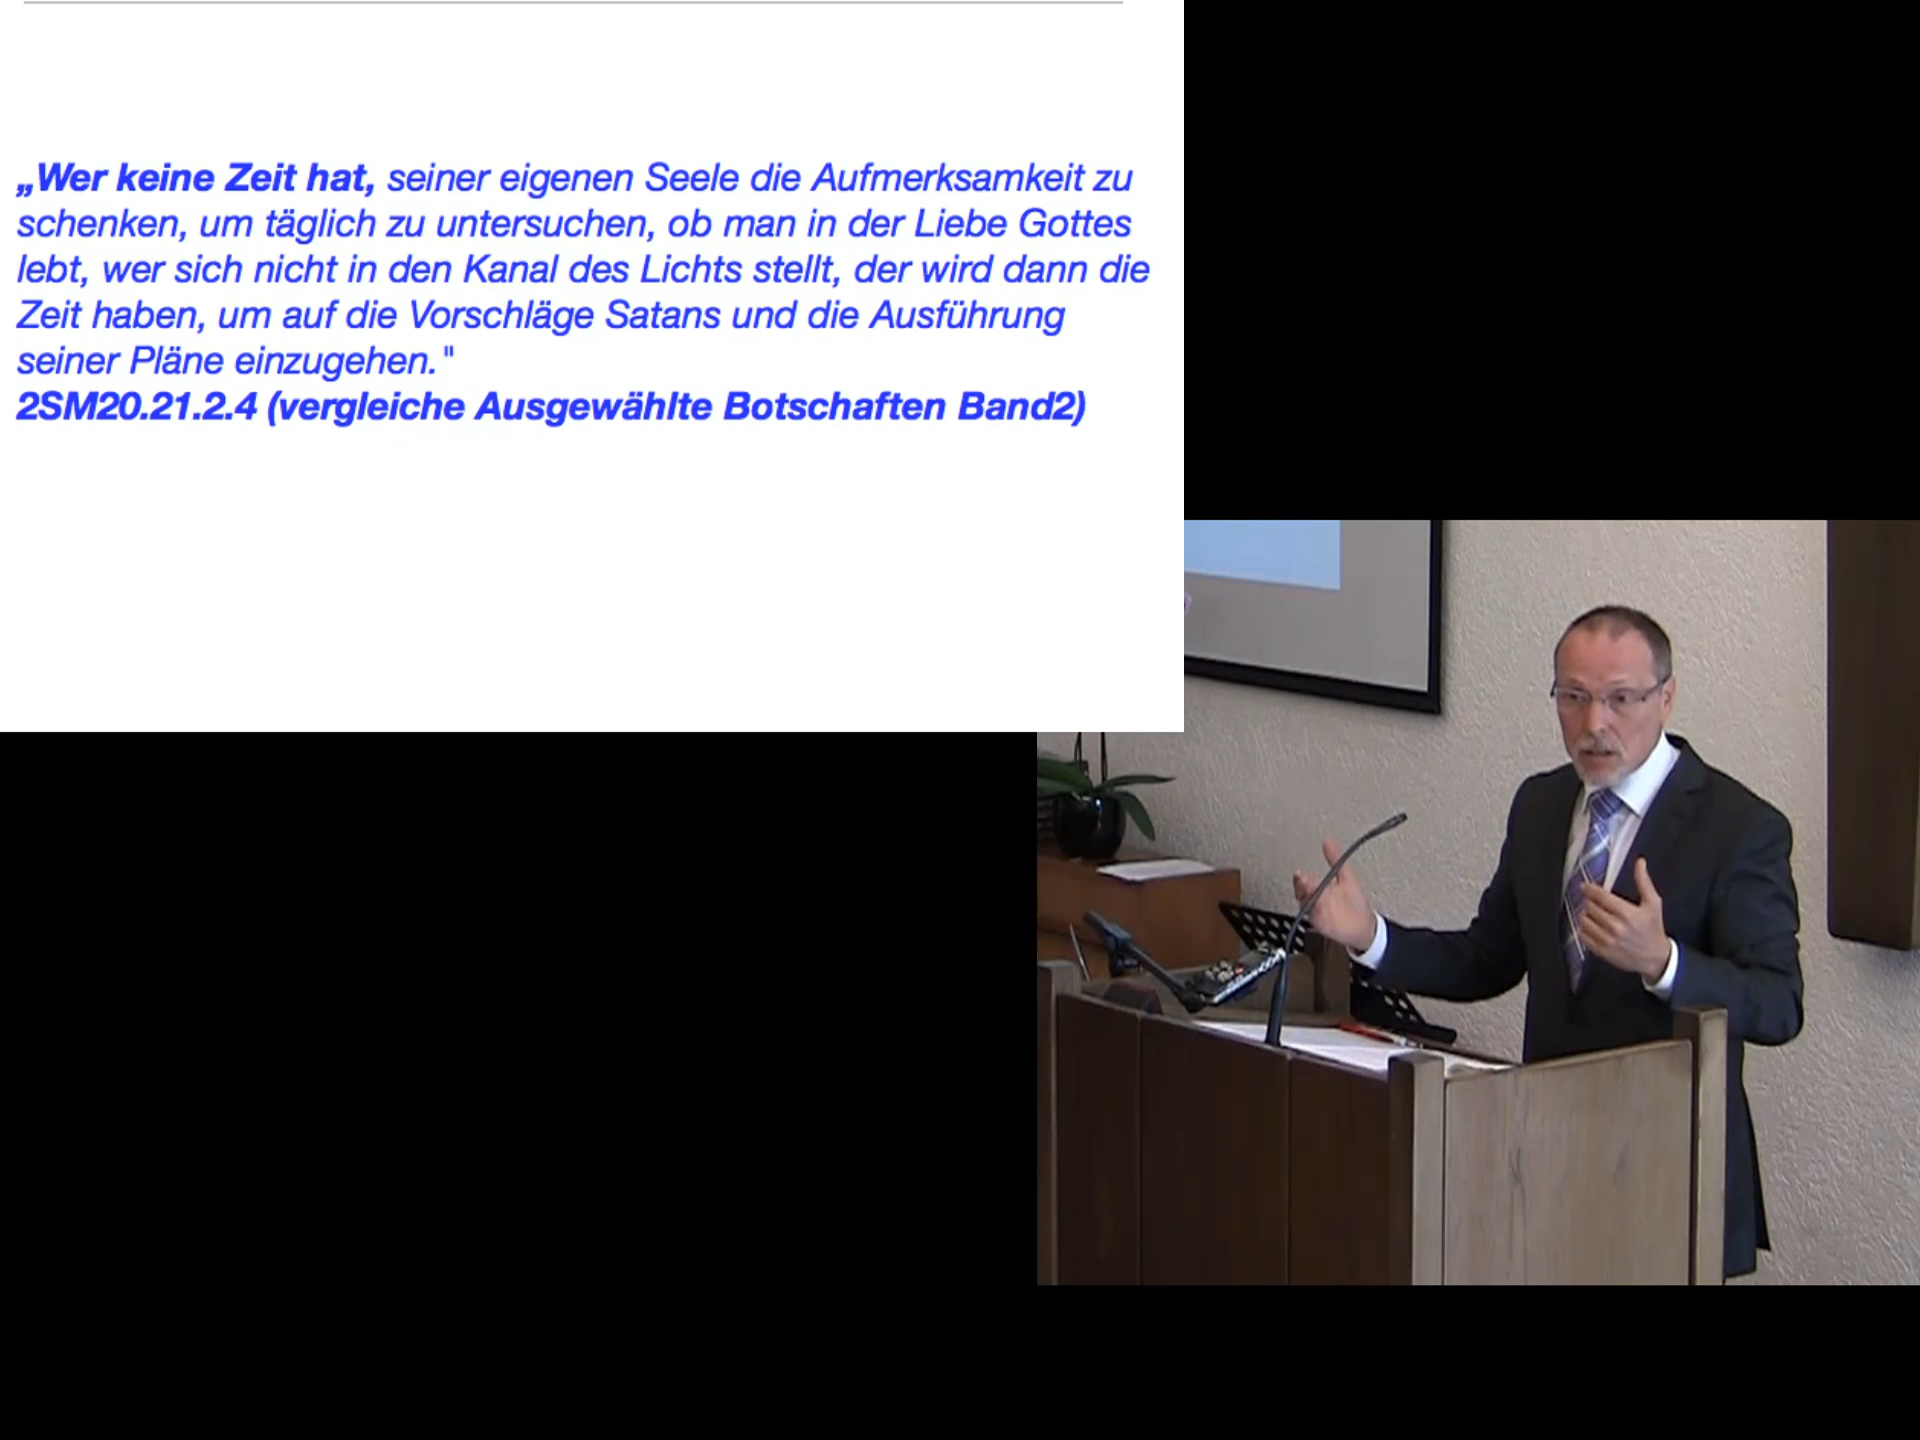 „Wer keine Zeit hat, seiner eigenen Seele die Aufmerksamkeit zu
schenken, um täglich zu untersuchen, ob man in der Liebe Gottes
lebt, wer sich nicht in den Kanal des Lichts stellt, der wird dann die
Zeit haben, um auf die Vorschläge Satans und die Ausführung
seiner Pläne einzugehen."
2SM20.21.2.4 (vergleiche Ausgewählte Botschaften Band2)